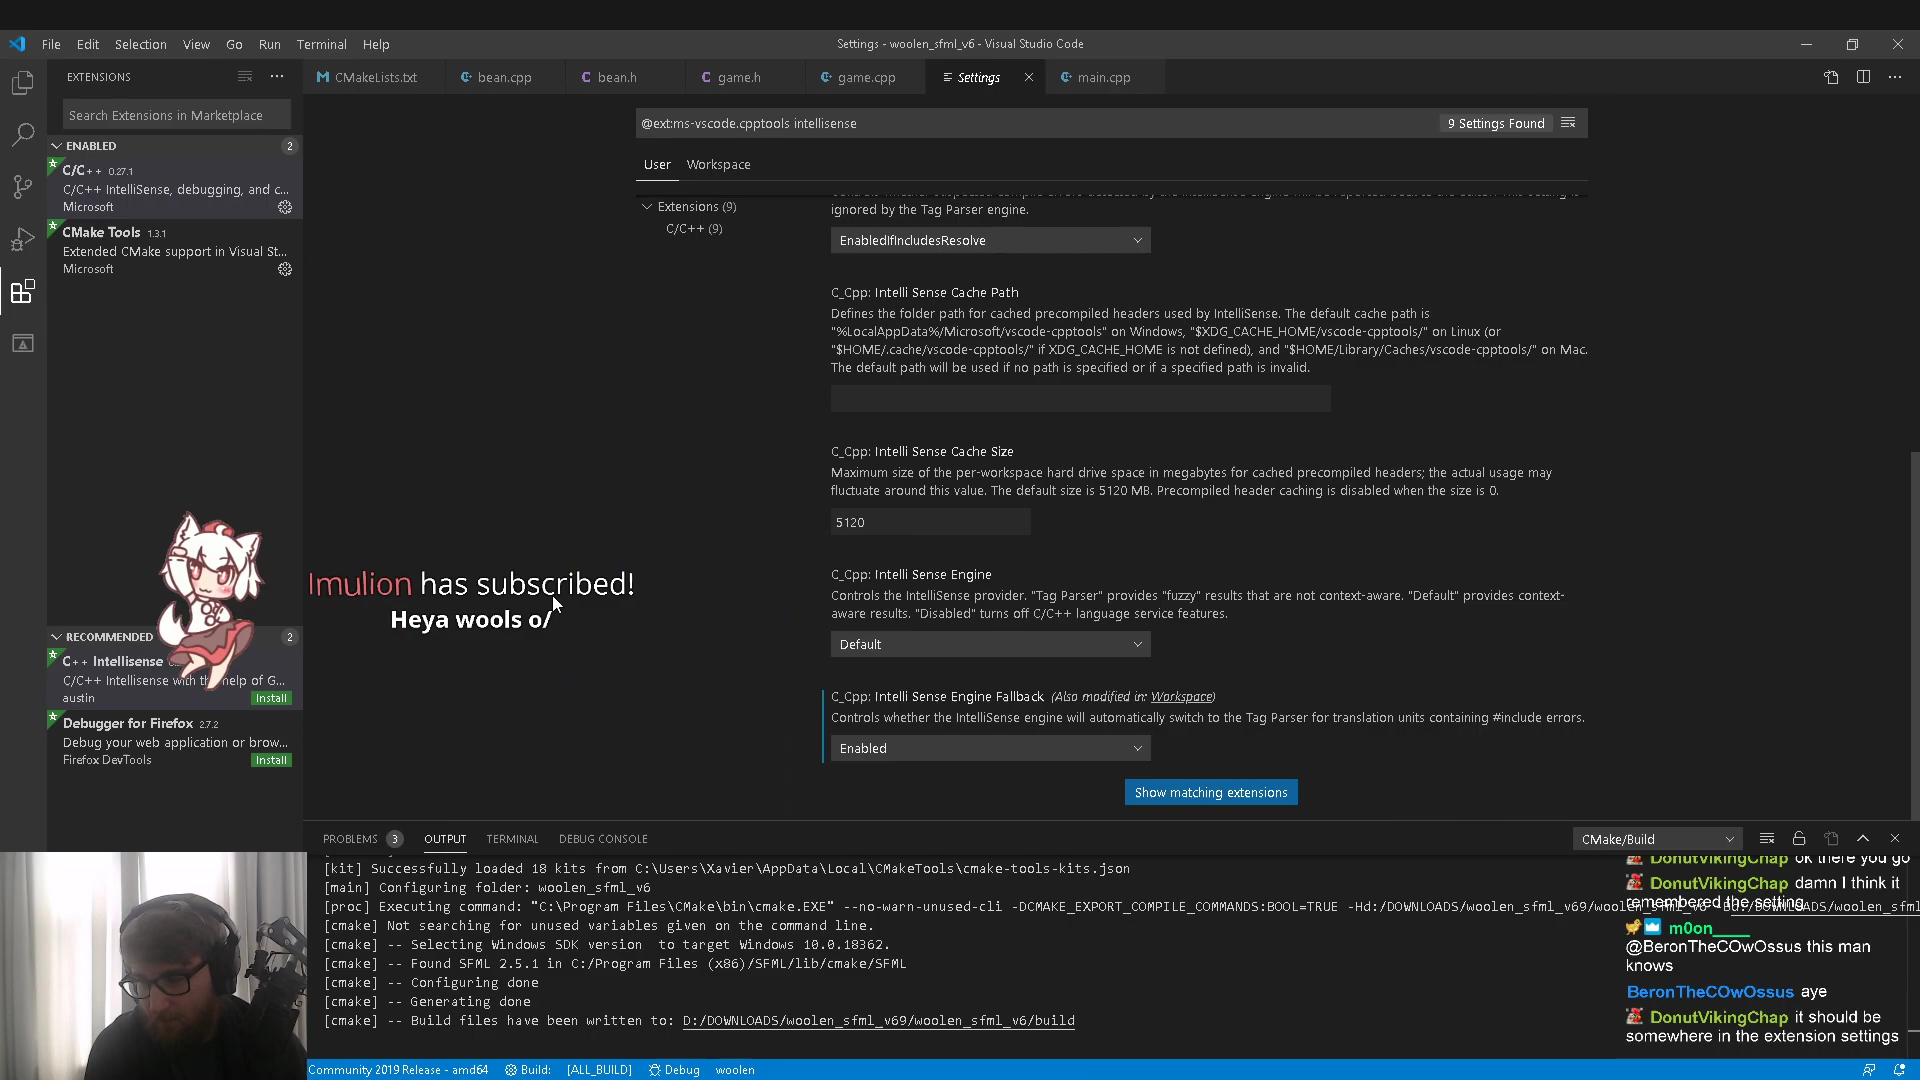 File Edit Selection View Go Run Terminal Help
Settings - woolen_sfml_v6 - Visual Studio Code
EXTENSIONS
CMakeLists.txt
bean.cpp
bean.h
game.h
game.cpp
Settings
main.cpp
Search Extensions in Marketplace
ENABLED 2
C/C++ 0.27.1
C/C++ IntelliSense, debugging, and c...
Microsoft
CMake Tools 1.3.1
Extended CMake support in Visual St...
Microsoft
RECOMMENDED 2
C++ Intellisense
C/C++ Intellisense with the help of G...
austin Install
Debugger for Firefox 2.7.2
Debug your web application or brow...
Firefox DevTools Install
@ext:ms-vscode.cpptools intellisense
9 Settings Found
User Workspace
Extensions (9)
C/C++ (9)
ignored by the Tag Parser engine.
EnabledIfIncludesResolve
C_Cpp: Intelli Sense Cache Path
Defines the folder path for cached precompiled headers used by IntelliSense. The default cache path is
"%LocalAppData%/Microsoft/vscode-cpptools" on Windows, "$XDG_CACHE_HOME/vscode-cpptools/" on Linux (or
"$HOME/.cache/vscode-cpptools/" if XDG_CACHE_HOME is not defined), and "$HOME/Library/Caches/vscode-cpptools/" on Mac.
The default path will be used if no path is specified or if a specified path is invalid.
C_Cpp: Intelli Sense Cache Size
Maximum size of the per-workspace hard drive space in megabytes for cached precompiled headers; the actual usage may
fluctuate around this value. The default size is 5120 MB. Precompiled header caching is disabled when the size is 0.
5120
C_Cpp: Intelli Sense Engine
Controls the IntelliSense provider. "Tag Parser" provides "fuzzy" results that are not context-aware. "Default" provides context-
aware results. "Disabled" turns off C/C++ language service features.
Default
C_Cpp: Intelli Sense Engine Fallback (Also modified in: Workspace)
Controls whether the IntelliSense engine will automatically switch to the Tag Parser for translation units containing #include errors.
Enabled
Show matching extensions
Imulion has subscribed!
Heya wools o/
PROBLEMS 3 OUTPUT TERMINAL DEBUG CONSOLE
CMake/Build
[kit] Successfully loaded 18 kits from C:\Users\Xavier\AppData\Local\CMakeTools\cmake-tools-kits.json
[main] Configuring folder: woolen_sfml_v6
[proc] Executing command: "C:\Program Files\CMake\bin\cmake.EXE" --no-warn-unused-cli -DCMAKE_EXPORT_COMPILE_COMMANDS:BOOL=TRUE -Hd:/DOWNLOADS/woolen_sfml_v69/woolen_sfml_v6 -Bd:/DOWNLOADS/woolen_sfml
[cmake] Not searching for unused variables given on the command line.
[cmake] -- Selecting Windows SDK version to target Windows 10.0.18362.
[cmake] -- Found SFML 2.5.1 in C:/Program Files (x86)/SFML/lib/cmake/SFML
[cmake] -- Configuring done
[cmake] -- Generating done
[cmake] -- Build files have been written to: D:/DOWNLOADS/woolen_sfml_v69/woolen_sfml_v6/build
DonutVikingChap ok there you go
DonutVikingChap damn I think it
remembered the setting
m0on____
@BeronTheCOwOssus this man
knows
BeronTheCOwOssus aye
DonutVikingChap it should be
somewhere in the extension settings
Community 2019 Release - amd64 Build: [ALL_BUILD] Debug woolen